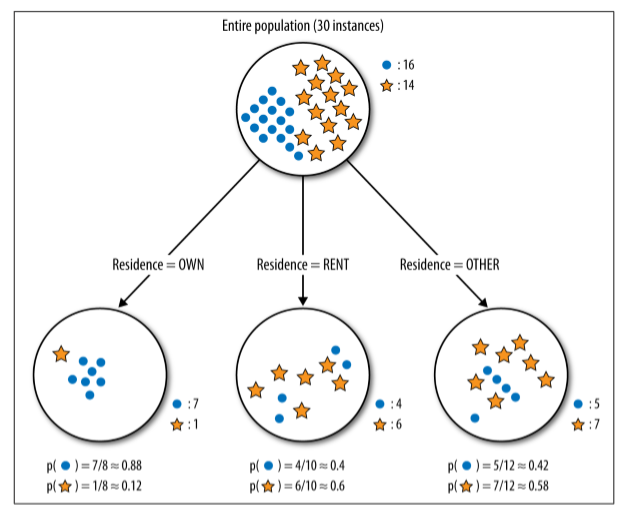 Entire population (30 instances)
: 16
: 14
Residence = OWN
Residence = RENT
Residence = OTHER
: 7
: 1
: 4
: 6
: 5
: 7
p( ) = 7/8 ≈ 0.88
p( ) = 1/8 ≈ 0.12
p( ) = 4/10 ≈ 0.4
p( ) = 6/10 ≈ 0.6
p( ) = 5/12 ≈ 0.42
p( ) = 7/12 ≈ 0.58